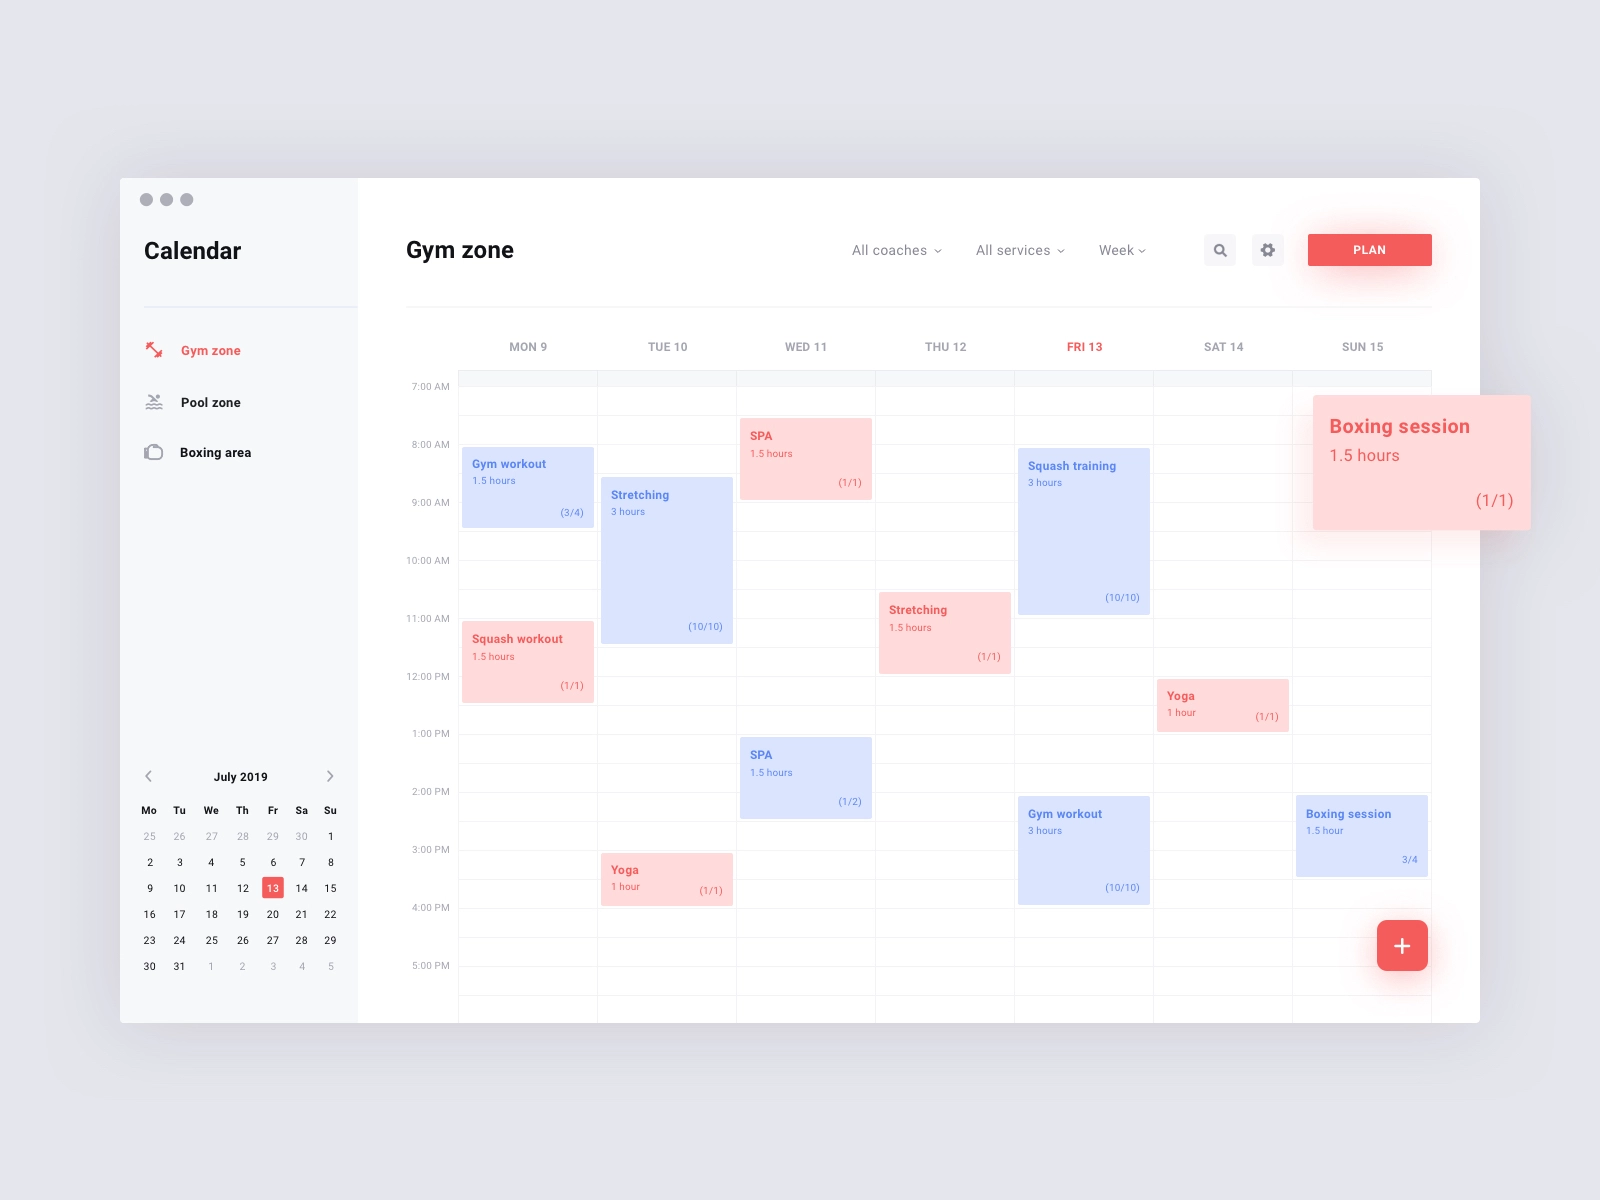 Calendar
Gym zone
Pool zone
Boxing area
July 2019
Mo Tu We Th Fr Sa Su
25 26 27 28 29 30 1
2 3 4 5 6 7 8
9 10 11 12 13 14 15
16 17 18 19 20 21 22
23 24 25 26 27 28 29
30 31 1 2 3 4 5
Gym zone
All coaches
All services
Week
PLAN
MON 9
TUE 10
WED 11
THU 12
FRI 13
SAT 14
SUN 15
7:00 AM
8:00 AM
9:00 AM
10:00 AM
11:00 AM
12:00 PM
1:00 PM
2:00 PM
3:00 PM
4:00 PM
5:00 PM
Gym workout
1.5 hours
(3/4)
Squash workout
1.5 hours
(1/1)
Stretching
3 hours
(10/10)
Yoga
1 hour
(1/1)
SPA
1.5 hours
(1/1)
SPA
1.5 hours
(1/2)
Stretching
1.5 hours
(1/1)
Squash training
3 hours
(10/10)
Gym workout
3 hours
(10/10)
Yoga
1 hour
(1/1)
Boxing session
1.5 hours
(1/1)
Boxing session
1.5 hour
3/4